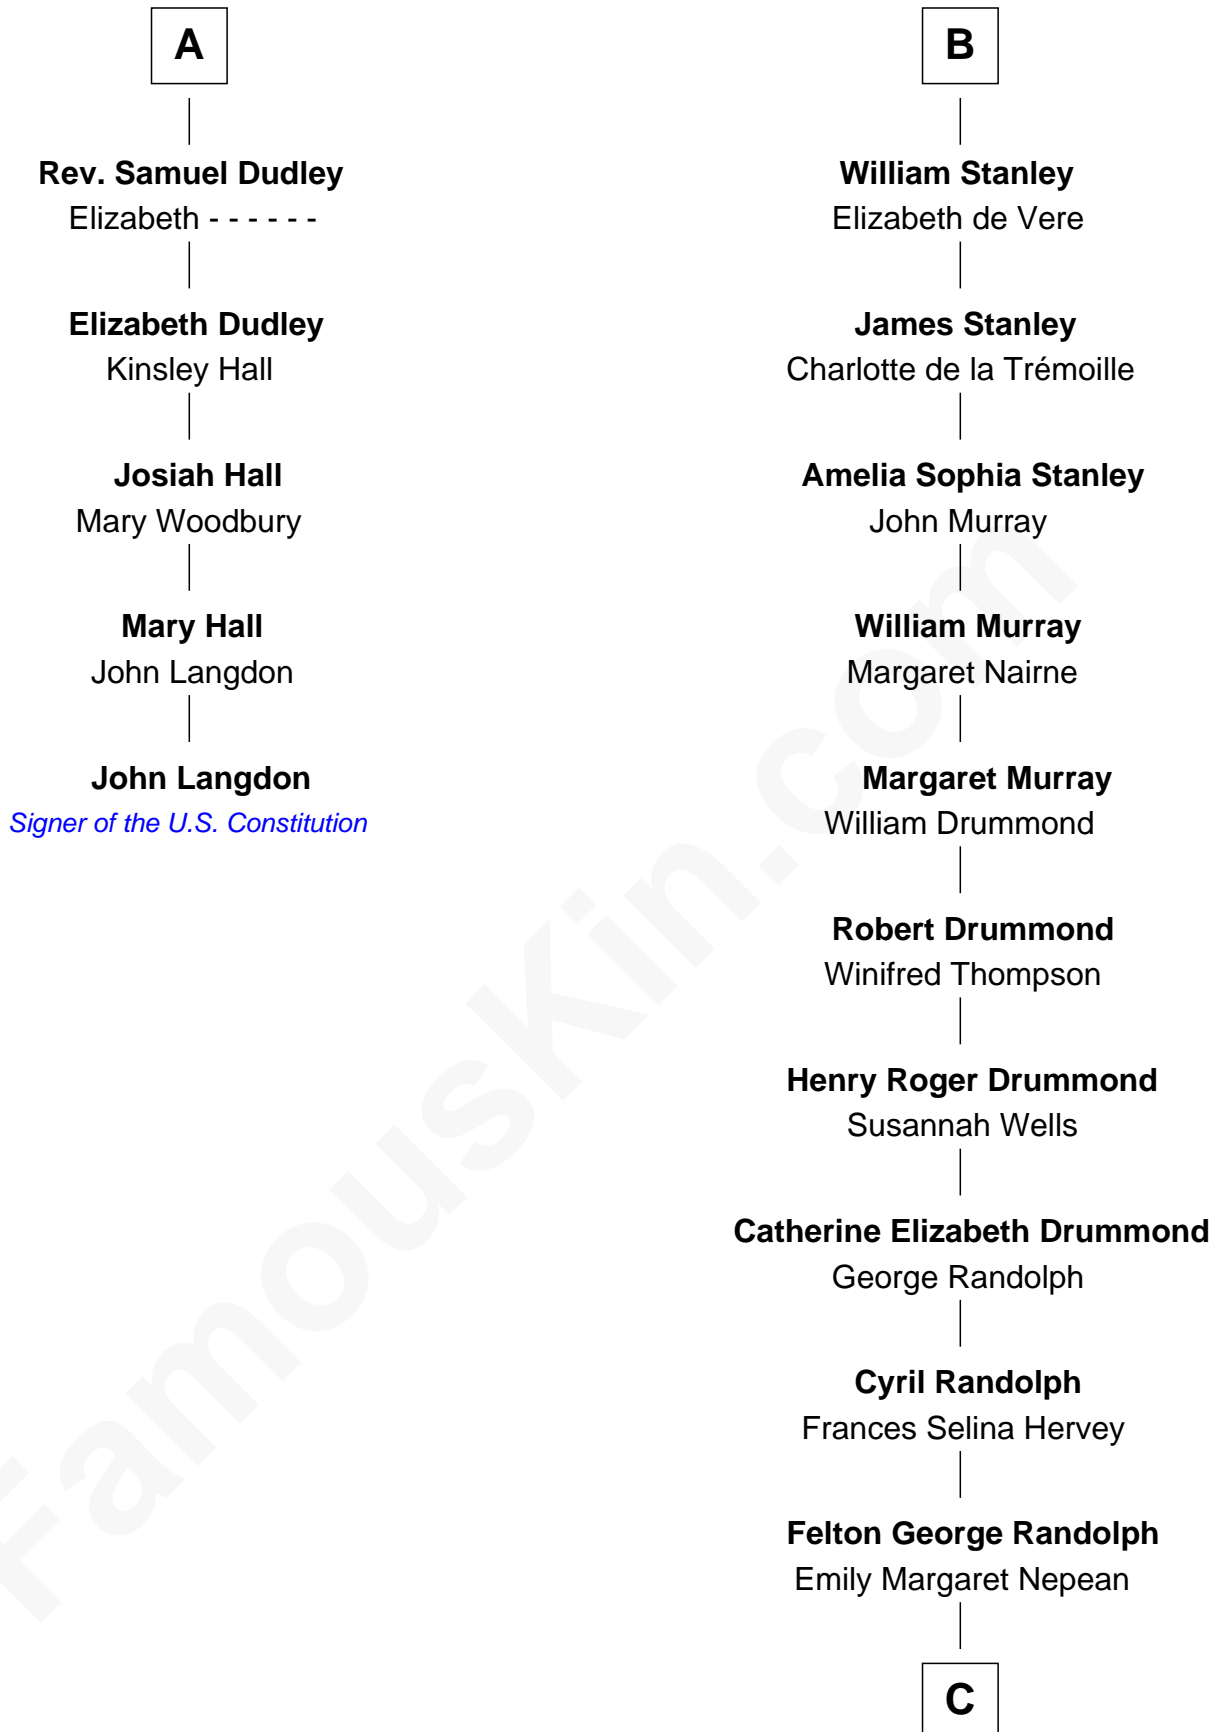 A
Rev. Samuel Dudley
Elizabeth - - - - - -
Elizabeth Dudley
Kinsley Hall
Josiah Hall
Mary Woodbury
Mary Hall
John Langdon
John Langdon
Signer of the U.S. Constitution
B
William Stanley
Elizabeth de Vere
James Stanley
Charlotte de la Trémoille
Amelia Sophia Stanley
John Murray
William Murray
Margaret Nairne
Margaret Murray
William Drummond
Robert Drummond
Winifred Thompson
Henry Roger Drummond
Susannah Wells
Catherine Elizabeth Drummond
George Randolph
Cyril Randolph
Frances Selina Hervey
Felton George Randolph
Emily Margaret Nepean
C
FamousKin.com